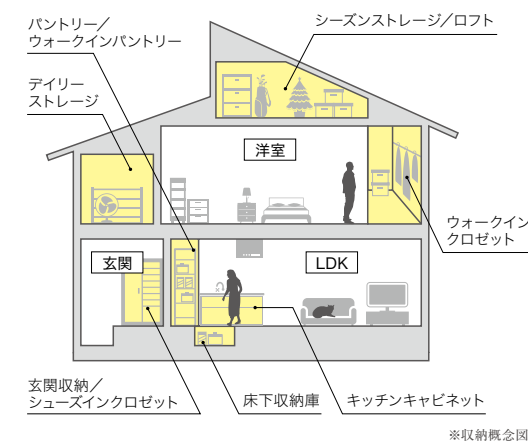 パントリー／
ウォークインパントリー
シーズンストレージ／ロフト
デイリー
ストレージ
洋室
ウォークイン
クロゼット
玄関
LDK
玄関収納／
シューズインクロゼット
床下収納庫
キッチンキャビネット
※収納概念図